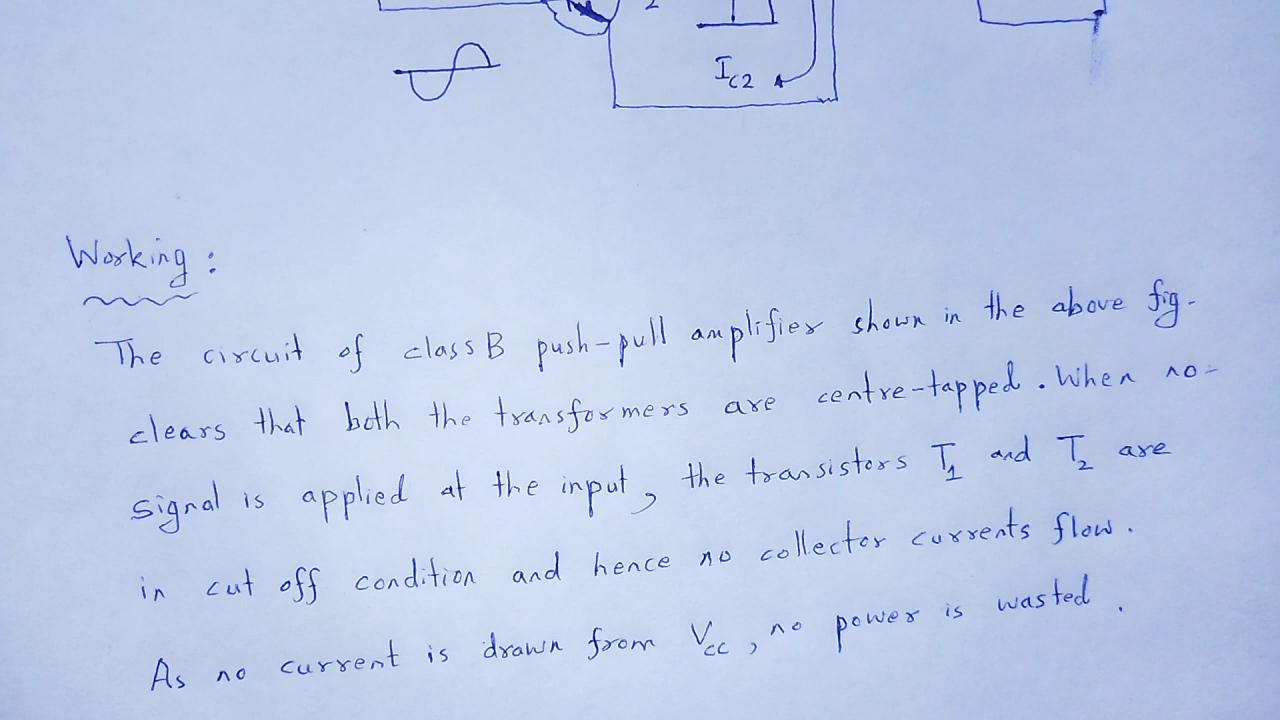 2
IC2
Working :
The circuit of class B push-pull amplifier shown in the above fig.
clears that both the transformers are centre-tapped. When no-
signal is applied at the input, the transistors T1 and T2 are
in cut off condition and hence no collector currents flow.
As no current is drawn from Vcc, no power is wasted.